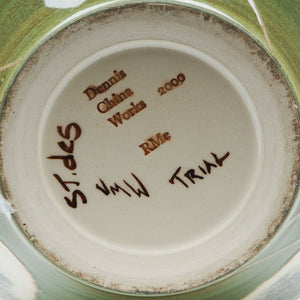 Dennis
China
Works 2000
RMc
ST.des
VMW
TRIAL